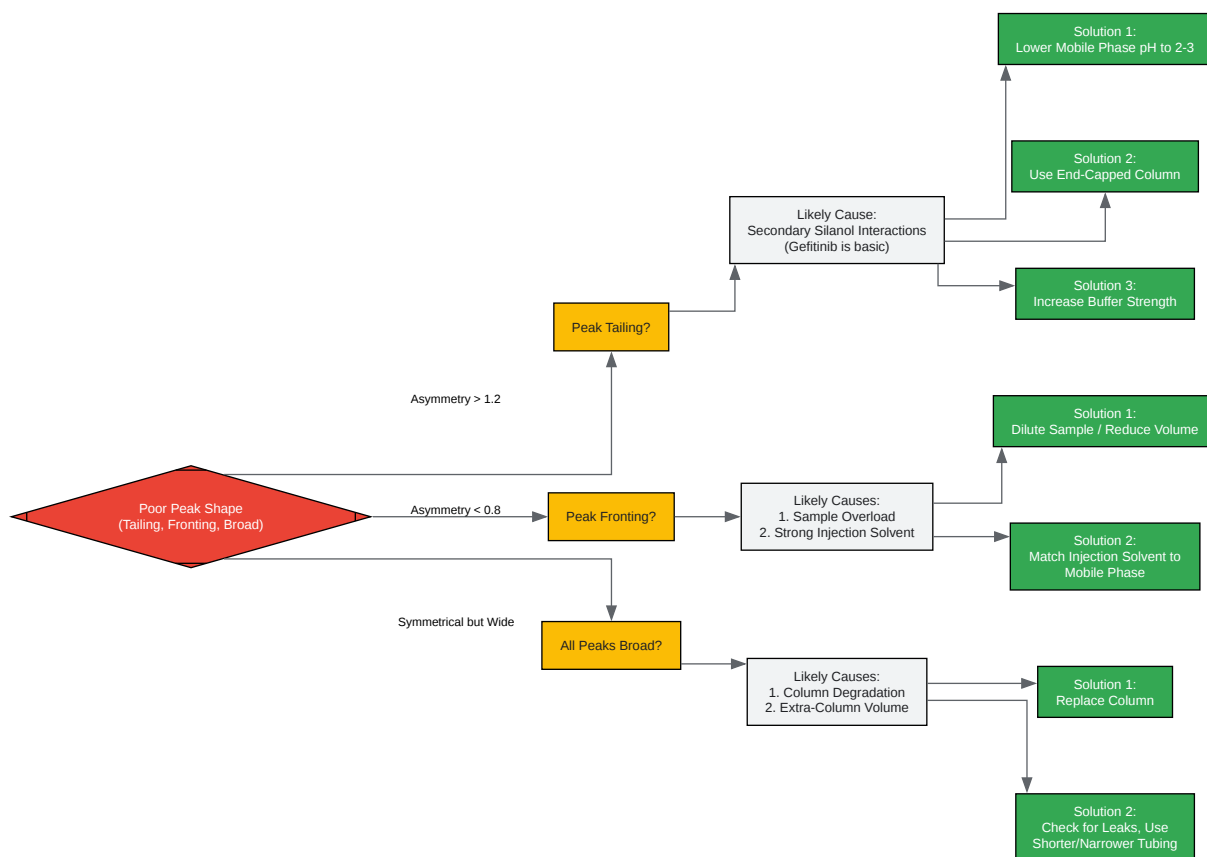 Solution 1:
Lower Mobile Phase pH to 2-3
Solution 2:
Use End-Capped Column
Likely Cause:
Secondary Silanol Interactions
(Gefitinib is basic)
Solution 3:
Increase Buffer Strength
Peak Tailing?
Asymmetry > 1.2
Solution 1:
Dilute Sample / Reduce Volume
Poor Peak Shape
(Tailing, Fronting, Broad)
Asymmetry < 0.8
Peak Fronting?
Likely Causes:
1. Sample Overload
2. Strong Injection Solvent
Solution 2:
Match Injection Solvent to
Mobile Phase
Symmetrical but Wide
All Peaks Broad?
Likely Causes:
1. Column Degradation
2. Extra-Column Volume
Solution 1:
Replace Column
Solution 2:
Check for Leaks, Use
Shorter/Narrower Tubing